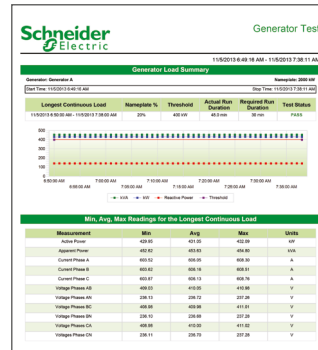 Schneider
Electric
Generator Test
11/5/2013 6:49:16 AM - 11/5/2013 7:38:11 AM
Generator Load Summary
Generator: Generator A
Nameplate: 2000 kW
Start Time: 11/5/2013 6:49:16 AM
Stop Time: 11/5/2013 7:38:11 AM
Longest Continuous Load Nameplate % Threshold Actual Run Duration Required Run Duration Test Status
11/5/2013 6:50:00 AM - 11/5/2013 7:38:00 AM 20% 400 kW 48.0 min 30 min PASS
500
400
300
200
100
0
6:50:00 AM 7:00:00 AM 7:10:00 AM 7:20:00 AM 7:30:00 AM
6:55:00 AM 7:05:00 AM 7:15:00 AM 7:25:00 AM 7:35:00 AM
kVA kW Reactive Power Threshold
Min, Avg, Max Readings for the Longest Continuous Load
Measurement Min Avg Max Units
Active Power 429.95 431.05 432.09 kW
Apparent Power 452.62 453.63 454.80 kVA
Current Phase A 603.52 606.05 608.30 A
Current Phase B 603.62 606.16 608.51 A
Current Phase C 603.67 606.13 608.76 A
Voltage Phases AB 409.03 410.05 410.98 V
Voltage Phases AN 236.13 236.72 237.26 V
Voltage Phases BC 408.98 409.98 411.01 V
Voltage Phases BN 236.10 236.68 237.28 V
Voltage Phases CA 408.95 410.03 411.02 V
Voltage Phases CN 236.11 236.70 237.28 V